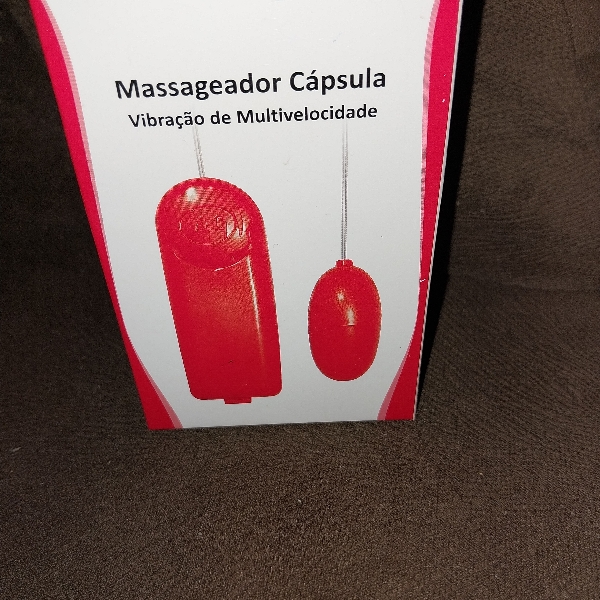 Massageador Cápsula
Vibração de Multivelocidade